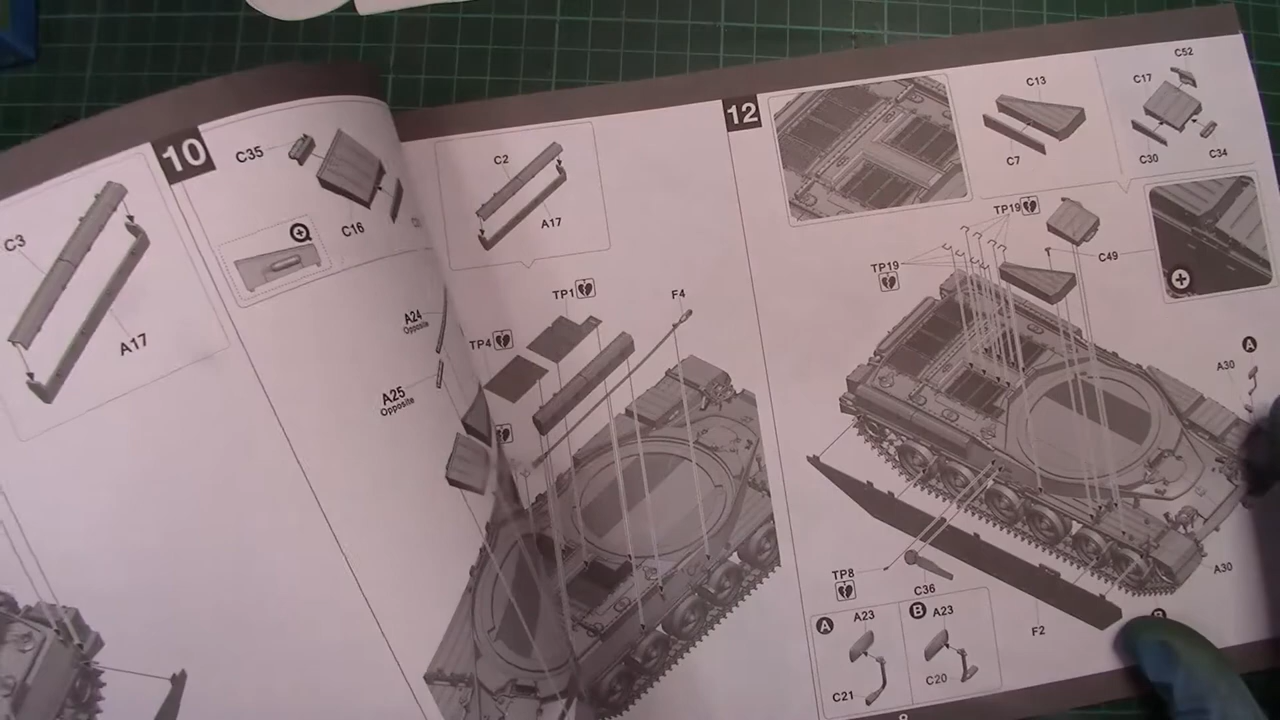 10
C3
A17
C35
C16
A24
Opposite
A25
Opposite
C2
A17
TP1
F4
TP4
12
C13
C7
C52
C17
C30
C34
TP19
TP19
C49
A
A30
A30
TP8
C36
F2
B
A
A23
C21
B
A23
C20